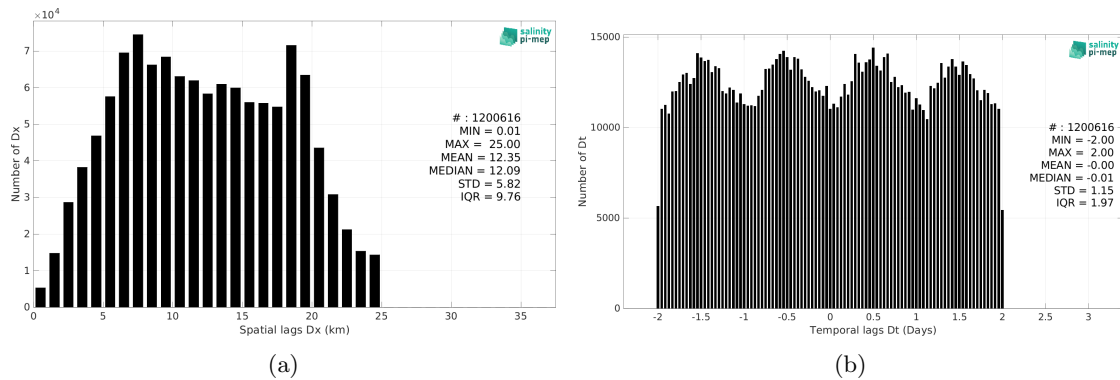 ×10⁴
salinity
pi-mep
7
6
5
4
3
2
1
0
Number of Dx
# : 1200616
MIN = 0.01
MAX = 25.00
MEAN = 12.35
MEDIAN = 12.09
STD = 5.82
IQR = 9.76
0 5 10 15 20 25 30 35
Spatial lags Dx (km)
(a)
salinity
pi-mep
15000
10000
5000
0
Number of Dt
# : 1200616
MIN = -2.00
MAX = 2.00
MEAN = -0.00
MEDIAN = -0.01
STD = 1.15
IQR = 1.97
-2 -1.5 -1 -0.5 0 0.5 1 1.5 2 2.5 3
Temporal lags Dt (Days)
(b)